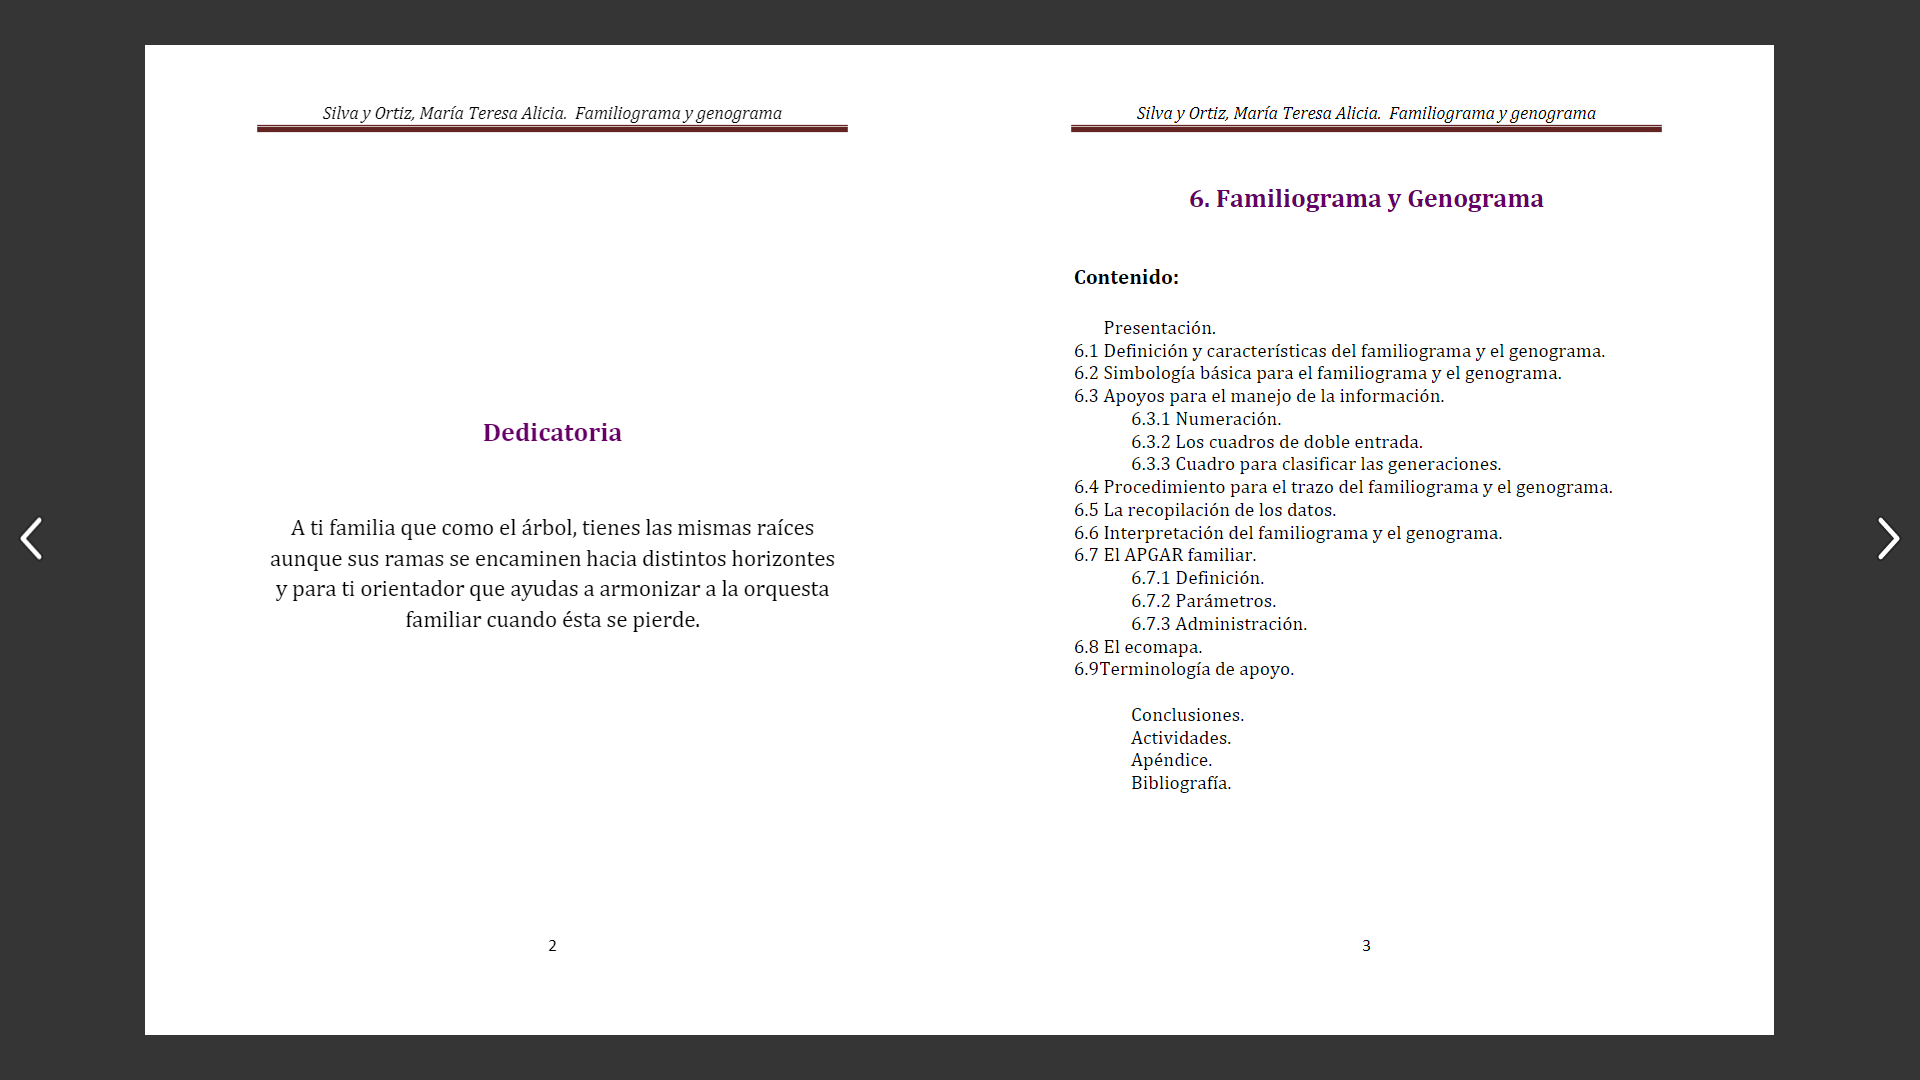 Silva y Ortiz, María Teresa Alicia. Familiograma y genograma
Dedicatoria
A ti familia que como el árbol, tienes las mismas raíces
aunque sus ramas se encaminen hacia distintos horizontes
y para ti orientador que ayudas a armonizar a la orquesta
familiar cuando ésta se pierde.
2
Silva y Ortiz, María Teresa Alicia. Familiograma y genograma
6. Familiograma y Genograma
Contenido:
Presentación.
6.1 Definición y características del familiograma y el genograma.
6.2 Simbología básica para el familiograma y el genograma.
6.3 Apoyos para el manejo de la información.
6.3.1 Numeración.
6.3.2 Los cuadros de doble entrada.
6.3.3 Cuadro para clasificar las generaciones.
6.4 Procedimiento para el trazo del familiograma y el genograma.
6.5 La recopilación de los datos.
6.6 Interpretación del familiograma y el genograma.
6.7 El APGAR familiar.
6.7.1 Definición.
6.7.2 Parámetros.
6.7.3 Administración.
6.8 El ecomapa.
6.9Terminología de apoyo.
Conclusiones.
Actividades.
Apéndice.
Bibliografía.
3